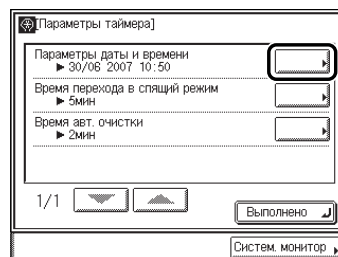 [Параметры таймера]
Параметры даты и времени
▶ 30/06 2007 10:50
Время перехода в спящий режим
▶ 5мин
Время авт. очистки
▶ 2мин
1/1
Выполнено
Систем. монитор